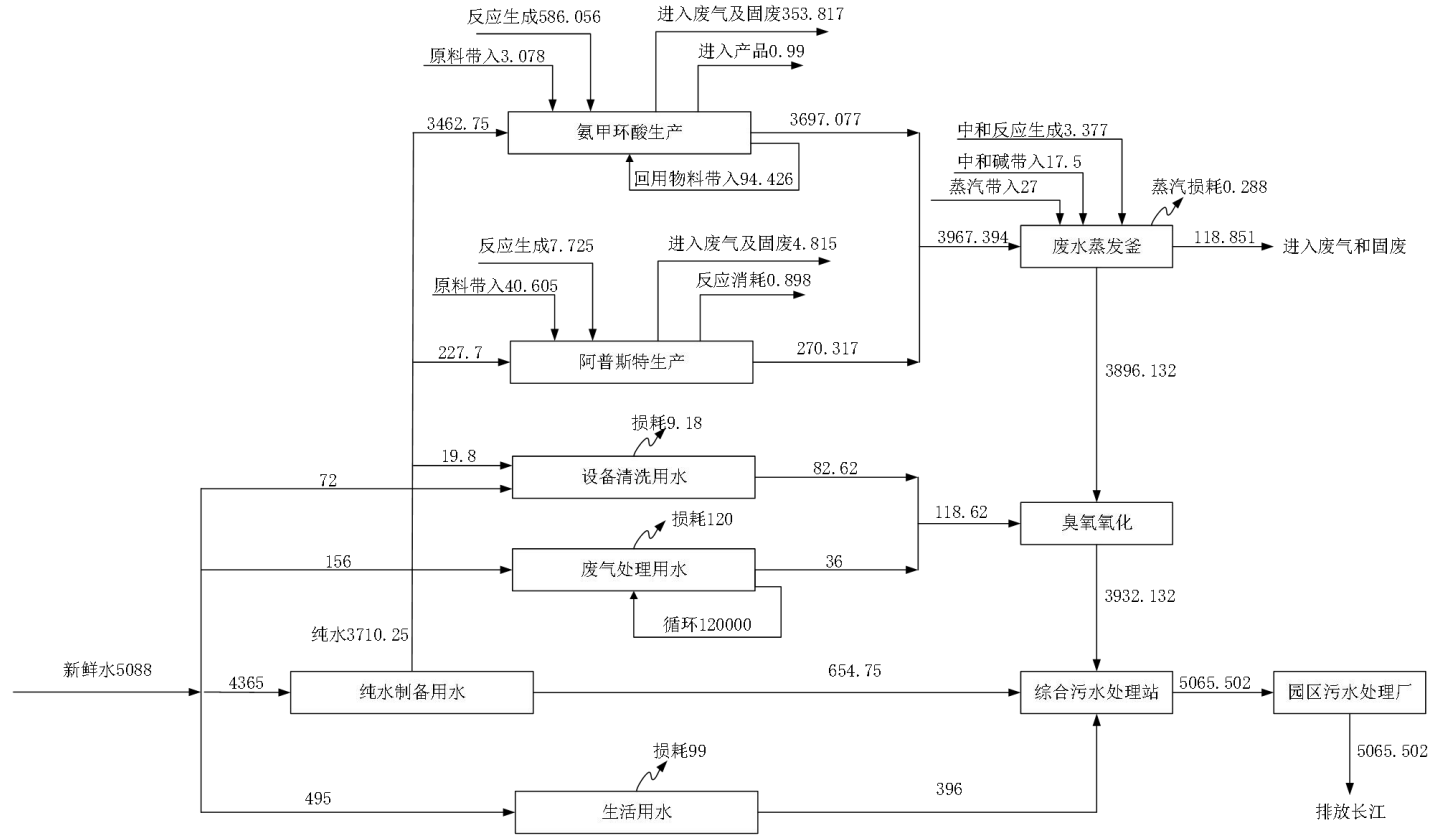 反应生成586.056
进入废气及固废353.817
原料带入3.078
进入产品0.99
3462.75
氨甲环酸生产
3697.077
回用物料带入94.426
中和反应生成3.377
中和碱带入17.5
蒸汽带入27
蒸汽损耗0.288
反应生成7.725
进入废气及固废4.815
3967.394
废水蒸发釜
118.851
进入废气和固废
原料带入40.605
反应消耗0.898
227.7
阿普斯特生产
270.317
3896.132
损耗9.18
19.8
设备清洗用水
82.62
72
118.62
臭氧氧化
损耗120
156
废气处理用水
36
3932.132
循环120000
纯水3710.25
新鲜水5088
4365
纯水制备用水
654.75
综合污水处理站
5065.502
园区污水处理厂
损耗99
5065.502
495
生活用水
396
排放长江